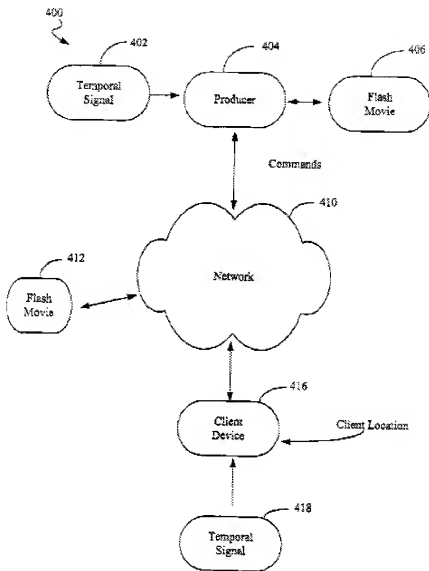 400
402
404
406
Temporal
Signal
Producer
Flash
Movie
Commands
410
412
Network
Flash
Movie
416
Client
Device
Client Location
418
Temporal
Signal